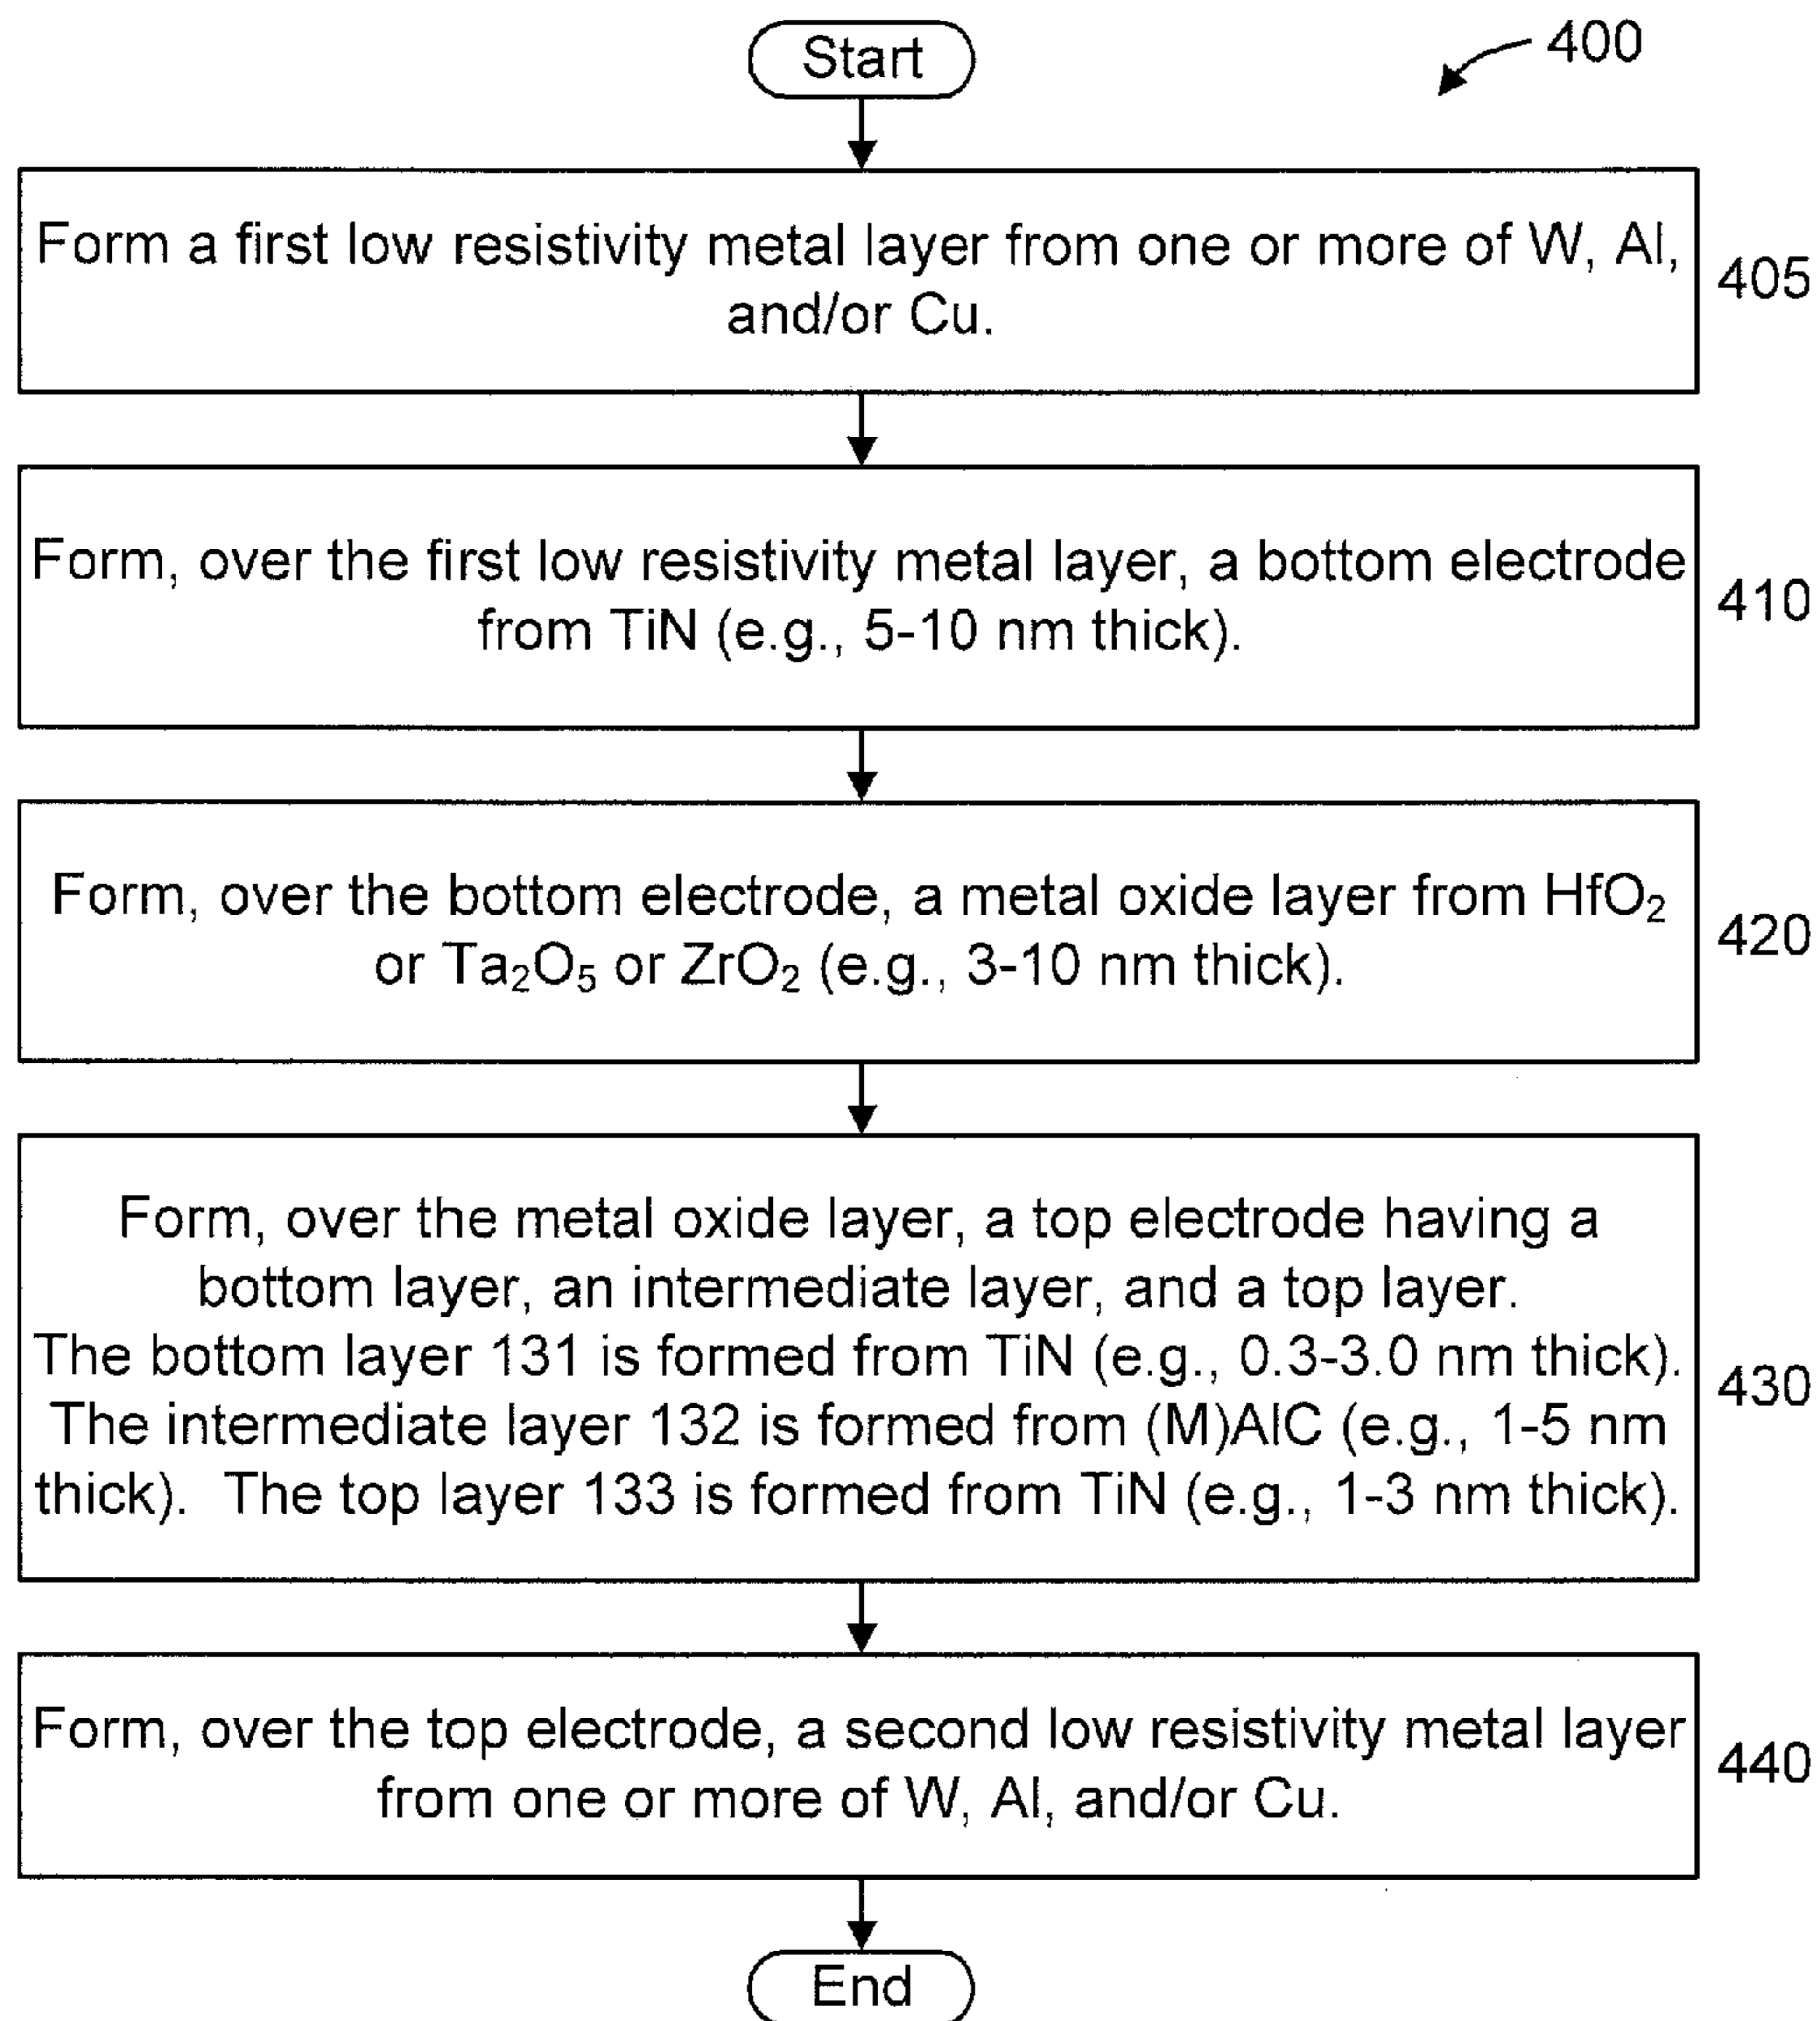 Start
400
Form a first low resistivity metal layer from one or more of W, Al,
and/or Cu.
405
Form, over the first low resistivity metal layer, a bottom electrode
from TiN (e.g., 5-10 nm thick).
410
Form, over the bottom electrode, a metal oxide layer from HfO₂
or Ta₂O₅ or ZrO₂ (e.g., 3-10 nm thick).
420
Form, over the metal oxide layer, a top electrode having a
bottom layer, an intermediate layer, and a top layer.
The bottom layer 131 is formed from TiN (e.g., 0.3-3.0 nm thick).
The intermediate layer 132 is formed from (M)AlC (e.g., 1-5 nm
thick). The top layer 133 is formed from TiN (e.g., 1-3 nm thick).
430
Form, over the top electrode, a second low resistivity metal layer
from one or more of W, Al, and/or Cu.
440
End